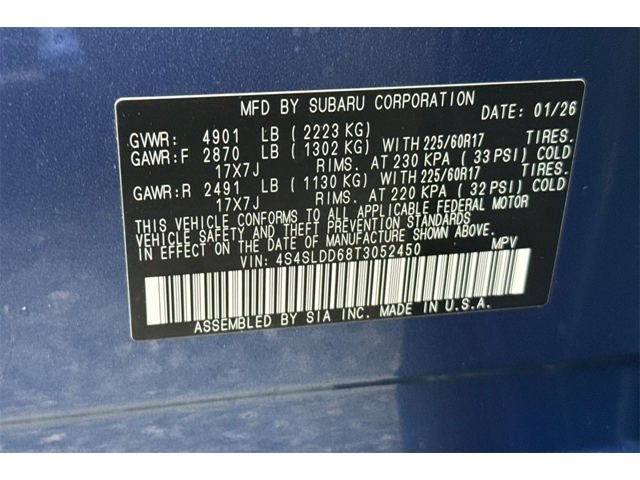 MFD BY SUBARU CORPORATION DATE: 01/26
GVWR: 4901 LB ( 2223 KG)
GAWR:F 2870 LB ( 1302 KG) WITH 225/60R17 TIRES.
17X7J RIMS. AT 230 KPA ( 33 PSI) COLD
GAWR:R 2491 LB ( 1130 KG) WITH 225/60R17 TIRES.
17X7J RIMS. AT 220 KPA ( 32 PSI) COLD
THIS VEHICLE CONFORMS TO ALL APPLICABLE FEDERAL MOTOR
VEHICLE SAFETY AND THEFT PREVENTION STANDARDS
IN EFFECT ON THE DATE OF MANUFACTURE SHOWN ABOVE.
VIN: 4S4SLDD68T3052450 MPV
ASSEMBLED BY SIA INC. MADE IN U.S.A.